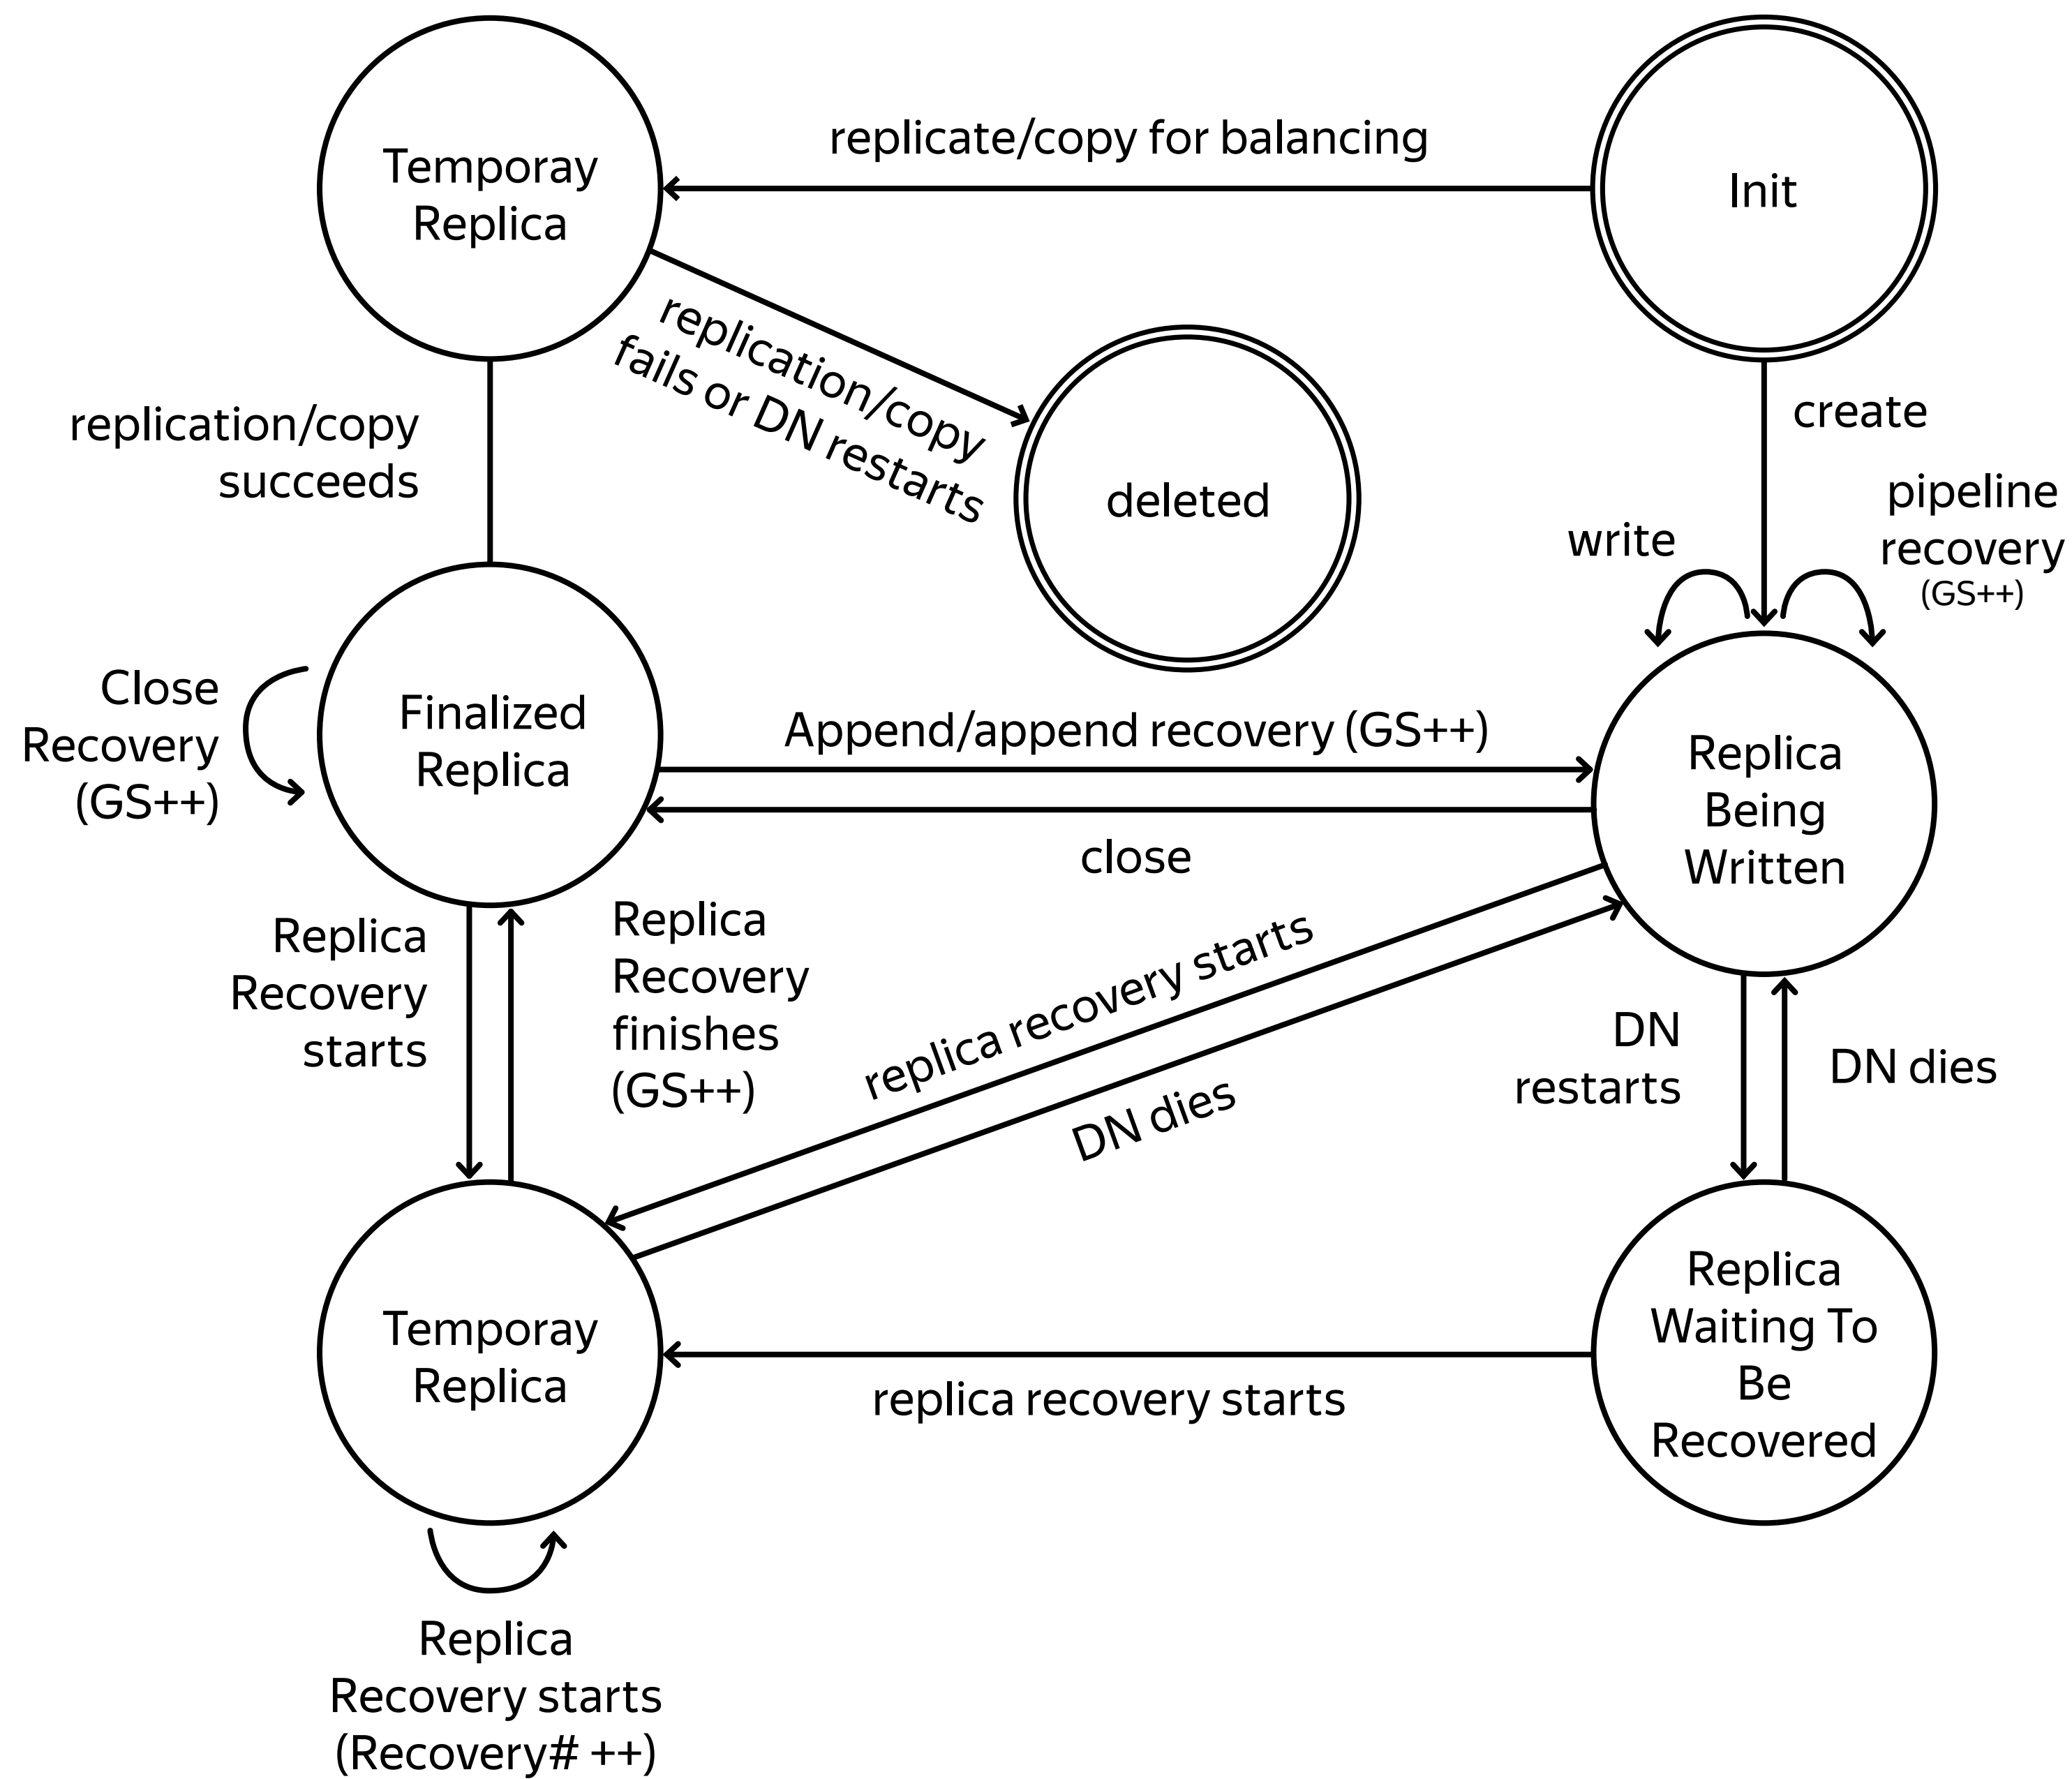 Temporay
Replica
replicate/copy for balancing
Init
replication/copy
fails or DN restarts
replication/copy
succeeds
deleted
create
write
pipeline
recovery
(GS++)
Close
Recovery
(GS++)
Finalized
Replica
Append/append recovery (GS++)
close
Replica
Being
Written
Replica
Recovery
starts
Replica
Recovery
finishes
(GS++)
replica recovery starts
DN dies
DN
restarts
DN dies
Temporay
Replica
replica recovery starts
Replica
Waiting To
Be
Recovered
Replica
Recovery starts
(Recovery# ++)